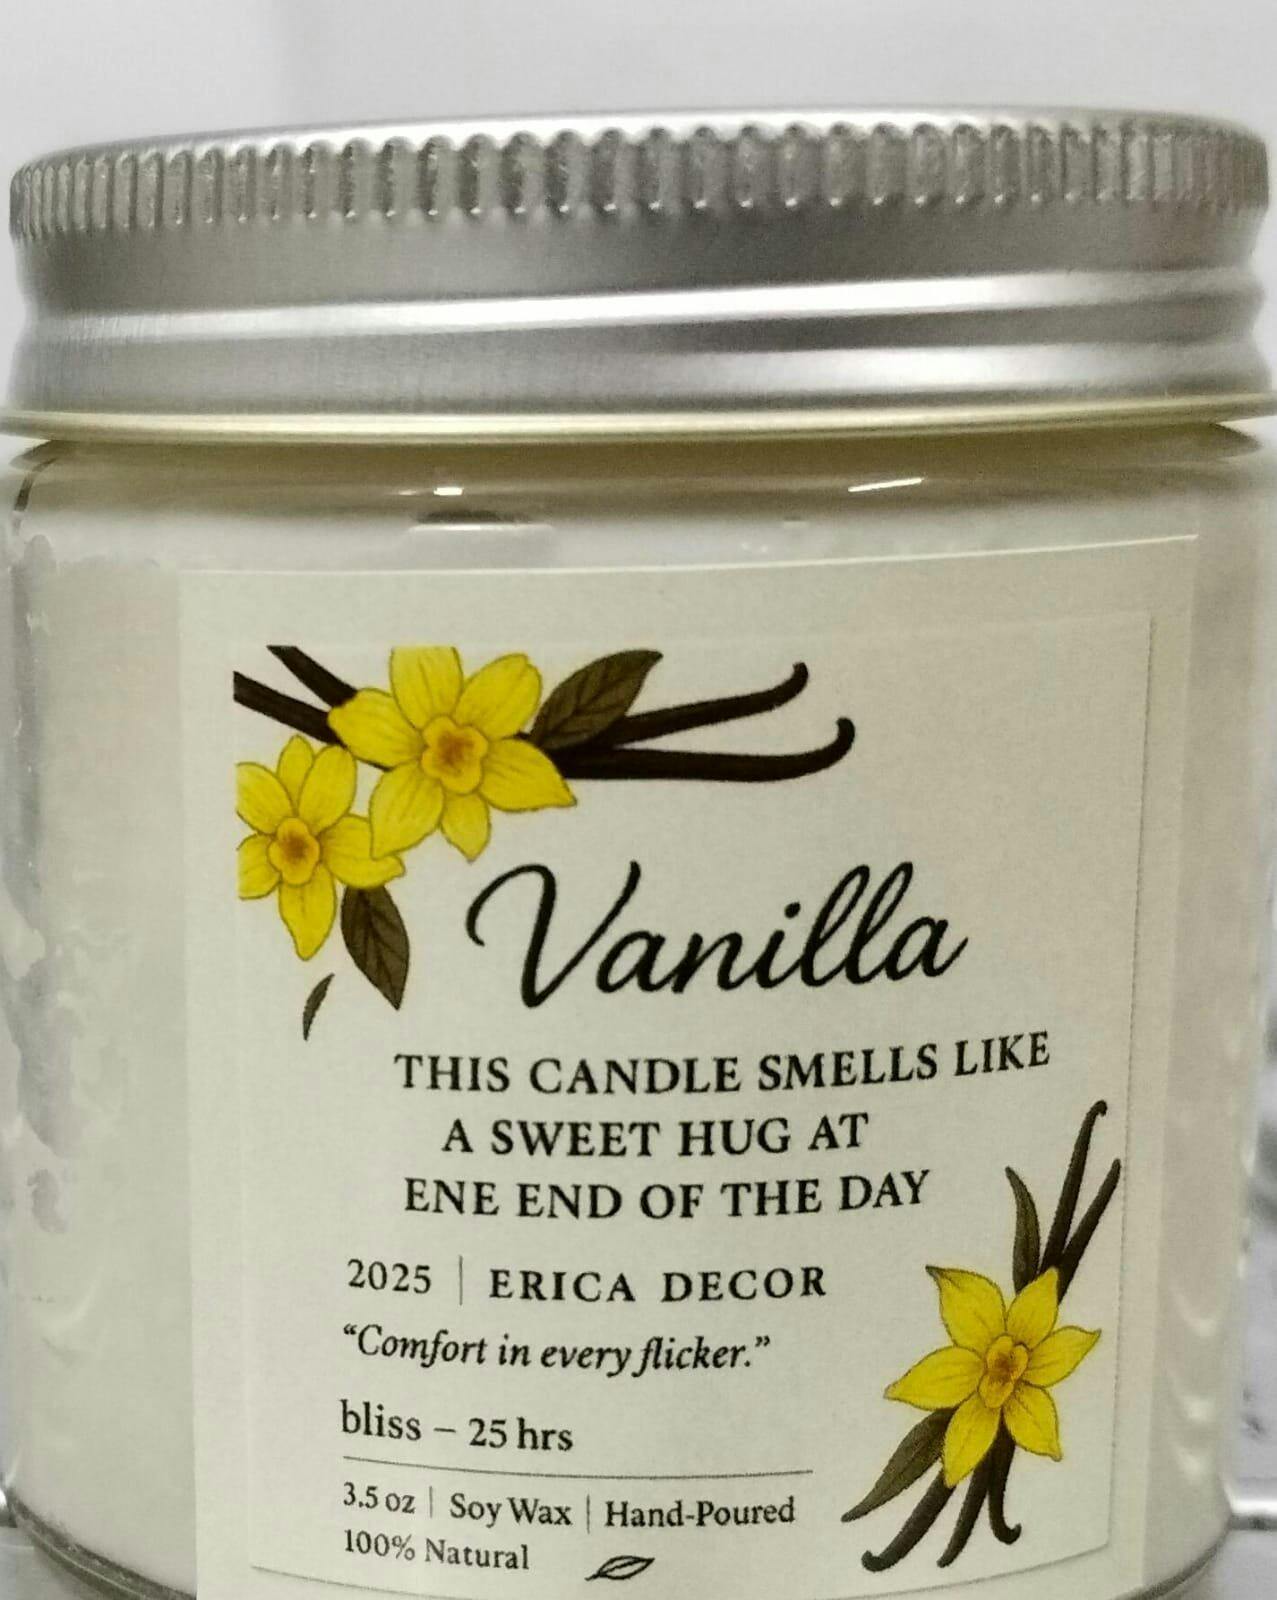 Vanilla
THIS CANDLE SMELLS LIKE
A SWEET HUG AT
ENE END OF THE DAY
2025 | ERICA DECOR
“Comfort in every flicker.”
bliss – 25 hrs
3.5 oz | Soy Wax | Hand-Poured
100% Natural